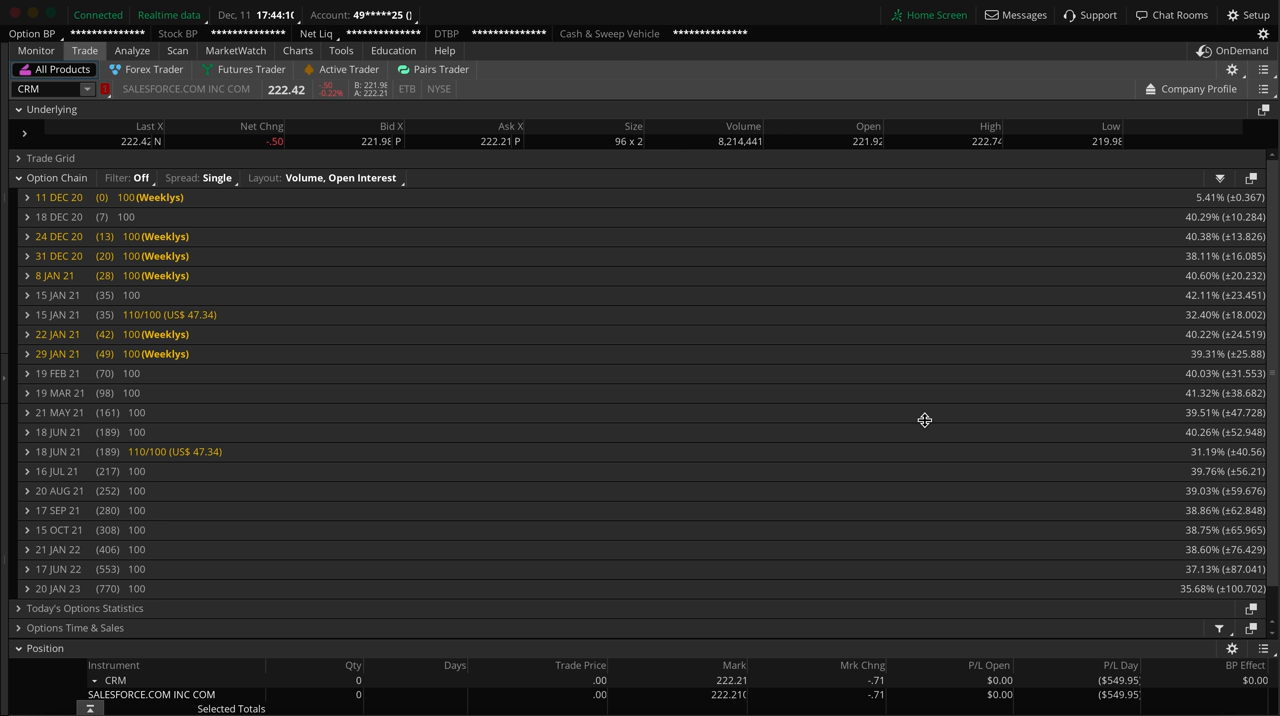 Connected Realtime data Dec, 11 17:44:10 Account: 49*****25 () Home Screen Messages Support Chat Rooms Setup
Option BP ************** Stock BP ************** Net Liq ************** DTBP ************** Cash & Sweep Vehicle **************
Monitor Trade Analyze Scan MarketWatch Charts Tools Education Help OnDemand
All Products Forex Trader Futures Trader Active Trader Pairs Trader
CRM SALESFORCE.COM INC COM 222.42 -.50 -0.22% B: 221.98 A: 222.21 ETB NYSE Company Profile
Underlying
Last X Net Chng Bid X Ask X Size Volume Open High Low
222.42 N -.50 221.98 P 222.21 P 96 x 2 8,214,441 221.92 222.74 219.98
Trade Grid
Option Chain Filter: Off Spread: Single Layout: Volume, Open Interest
11 DEC 20 (0) 100 (Weeklys) 5.41% (±0.367)
18 DEC 20 (7) 100 40.29% (±10.284)
24 DEC 20 (13) 100 (Weeklys) 40.38% (±13.826)
31 DEC 20 (20) 100 (Weeklys) 38.11% (±16.085)
8 JAN 21 (28) 100 (Weeklys) 40.60% (±20.232)
15 JAN 21 (35) 100 42.11% (±23.451)
15 JAN 21 (35) 110/100 (US$ 47.34) 32.40% (±18.002)
22 JAN 21 (42) 100 (Weeklys) 40.22% (±24.519)
29 JAN 21 (49) 100 (Weeklys) 39.31% (±25.88)
19 FEB 21 (70) 100 40.03% (±31.553)
19 MAR 21 (98) 100 41.32% (±38.682)
21 MAY 21 (161) 100 39.51% (±47.728)
18 JUN 21 (189) 100 40.26% (±52.948)
18 JUN 21 (189) 110/100 (US$ 47.34) 31.19% (±40.56)
16 JUL 21 (217) 100 39.76% (±56.21)
20 AUG 21 (252) 100 39.03% (±59.676)
17 SEP 21 (280) 100 38.86% (±62.848)
15 OCT 21 (308) 100 38.75% (±65.965)
21 JAN 22 (406) 100 38.60% (±76.429)
17 JUN 22 (553) 100 37.13% (±87.041)
20 JAN 23 (770) 100 35.68% (±100.702)
Today's Options Statistics
Options Time & Sales
Position
Instrument Qty Days Trade Price Mark Mrk Chng P/L Open P/L Day BP Effect
CRM 0 .00 222.21 -.71 $0.00 ($549.95) $0.00
SALESFORCE.COM INC COM 0 .00 222.210 -.71 $0.00 ($549.95)
Selected Totals